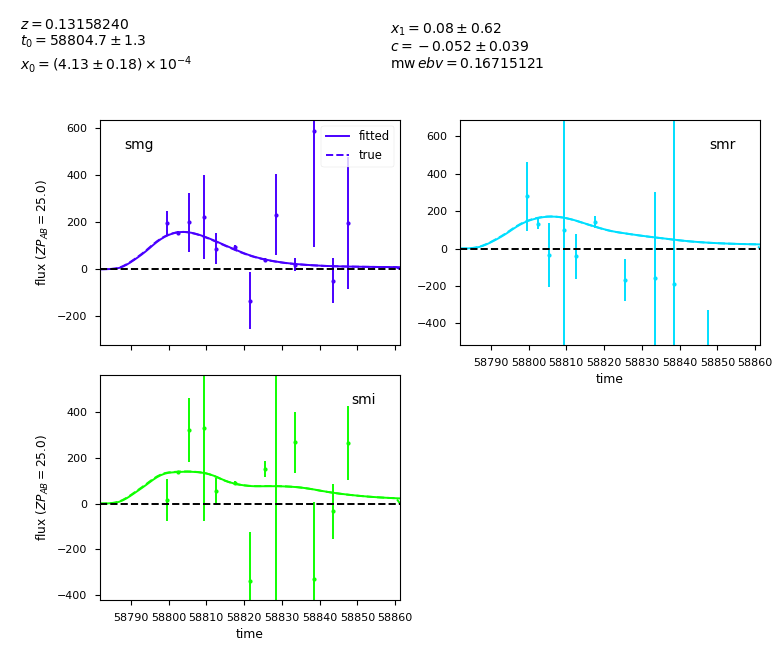 z = 0.13158240
t₀ = 58804.7 ± 1.3
x₀ = (4.13 ± 0.18) × 10⁻⁴
x₁ = 0.08 ± 0.62
c = −0.052 ± 0.039
mw ebv = 0.16715121
smg
fitted
true
600
400
200
0
−200
flux (ZP_AB = 25.0)
smr
600
400
200
0
−200
−400
58790 58800 58810 58820 58830 58840 58850 58860
time
smi
400
200
0
−200
−400
flux (ZP_AB = 25.0)
58790 58800 58810 58820 58830 58840 58850 58860
time